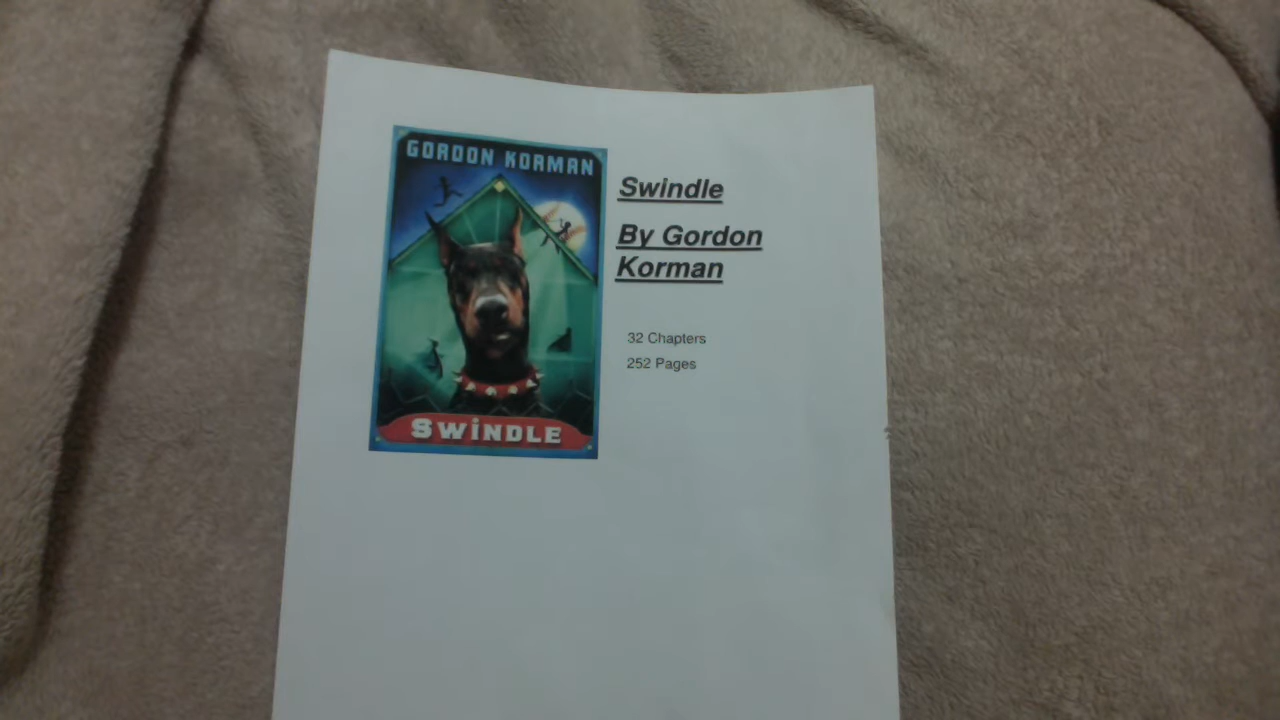 GORDON KORMAN
SWiNDLE
Swindle
By Gordon
Korman
32 Chapters
252 Pages